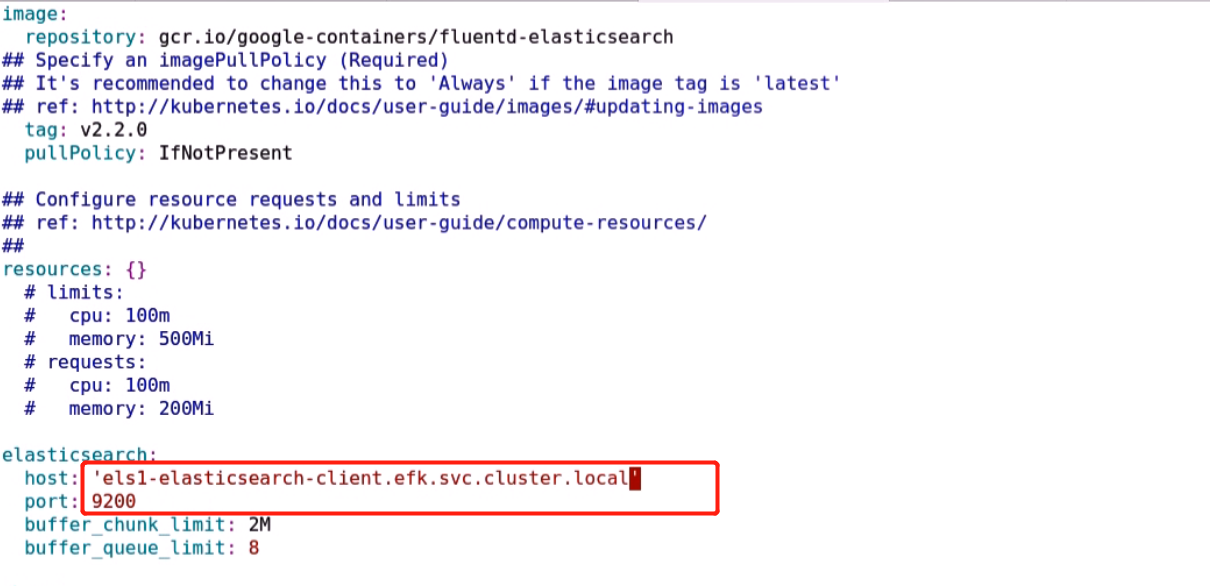 image:
  repository: gcr.io/google-containers/fluentd-elasticsearch
## Specify an imagePullPolicy (Required)
## It's recommended to change this to 'Always' if the image tag is 'latest'
## ref: http://kubernetes.io/docs/user-guide/images/#updating-images
  tag: v2.2.0
  pullPolicy: IfNotPresent

## Configure resource requests and limits
## ref: http://kubernetes.io/docs/user-guide/compute-resources/
##
resources: {}
  # limits:
  #   cpu: 100m
  #   memory: 500Mi
  # requests:
  #   cpu: 100m
  #   memory: 200Mi

elasticsearch:
  host: 'els1-elasticsearch-client.efk.svc.cluster.local'
  port: 9200
  buffer_chunk_limit: 2M
  buffer_queue_limit: 8